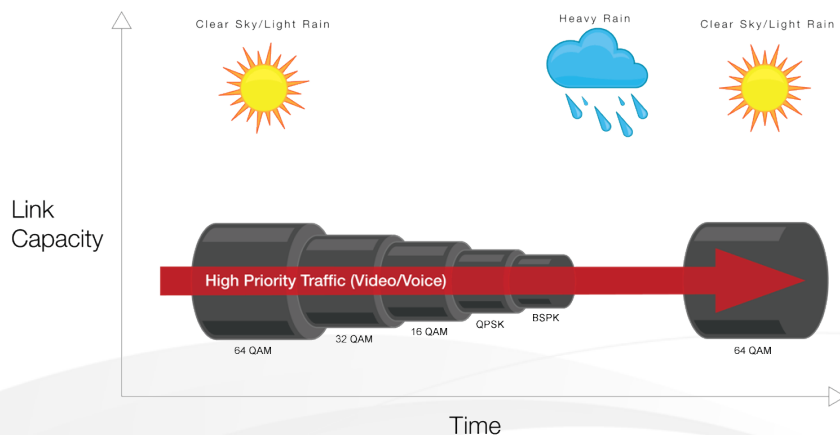 Clear Sky/Light Rain
Heavy Rain
Clear Sky/Light Rain
Link
Capacity
High Priority Traffic (Video/Voice)
64 QAM
32 QAM
16 QAM
QPSK
BSPK
64 QAM
Time